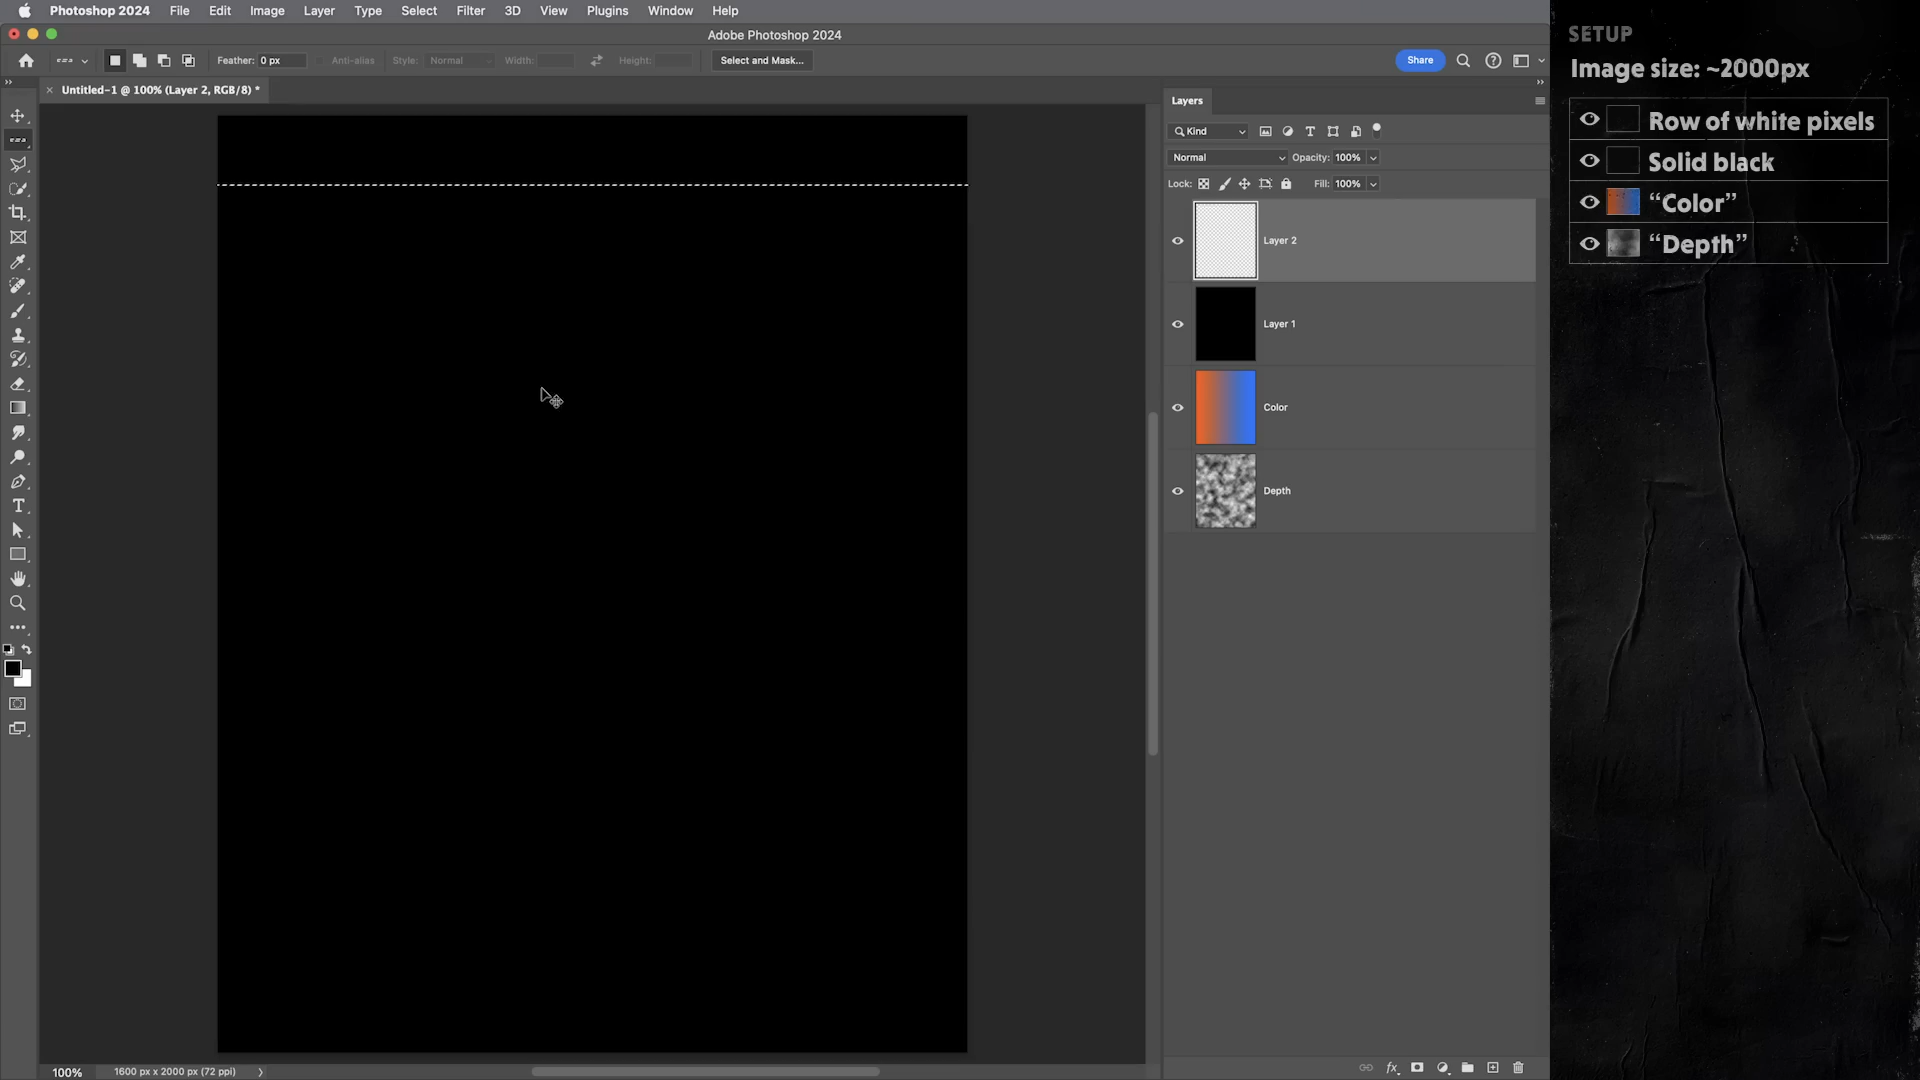 Photoshop 2024 File Edit Image Layer Type Select Filter 3D View Plugins Window Help
Adobe Photoshop 2024
Feather: 0 px Anti-alias Style: Normal Width: Height: Select and Mask... Share
Untitled-1 @ 100% (Layer 2, RGB/8) *
Layers
Kind
Normal Opacity: 100%
Lock: Fill: 100%
Layer 2
Layer 1
Color
Depth
100% 1600 px x 2000 px (72 ppi)
fx
SETUP
Image size: ~2000px
Row of white pixels
Solid black
“Color”
“Depth”